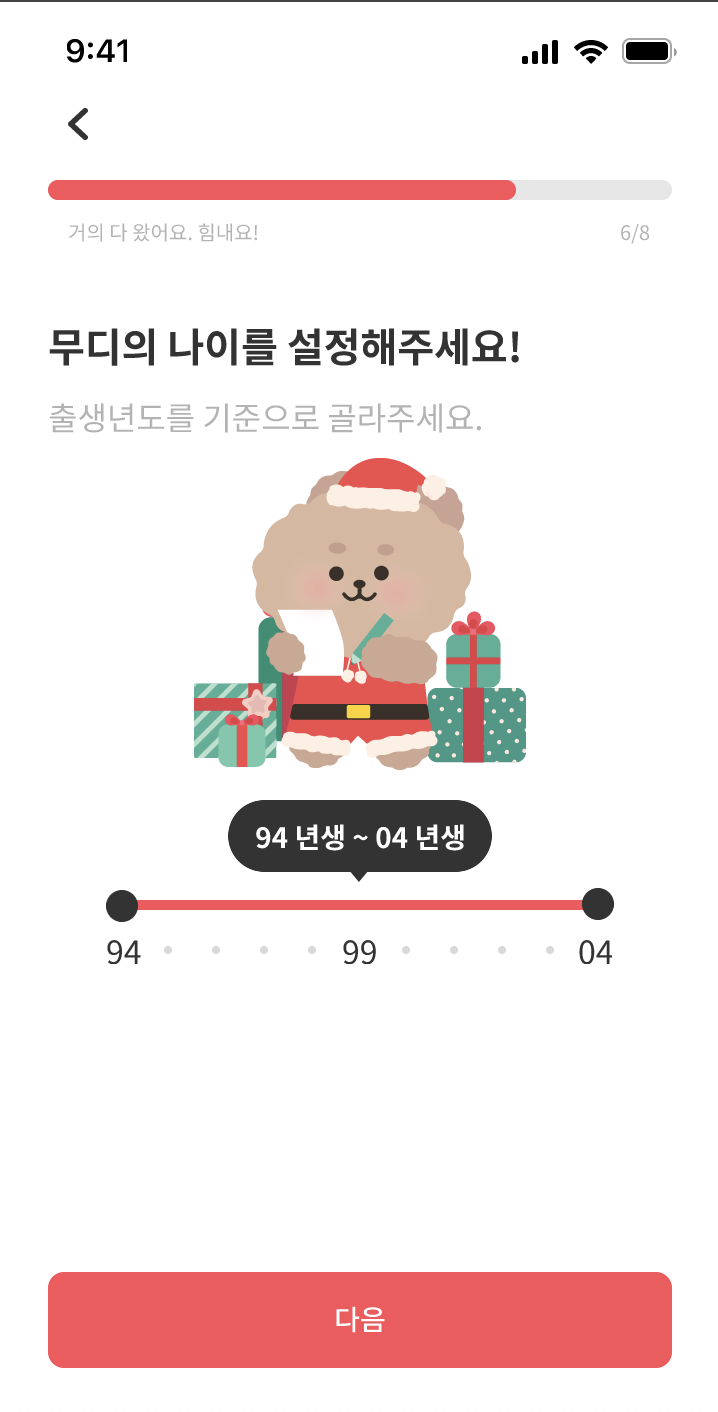 9:41
거의 다 왔어요. 힘내요!
6/8
무디의 나이를 설정해주세요!
출생년도를 기준으로 골라주세요.
94 년생 ~ 04 년생
94 99 04
다음